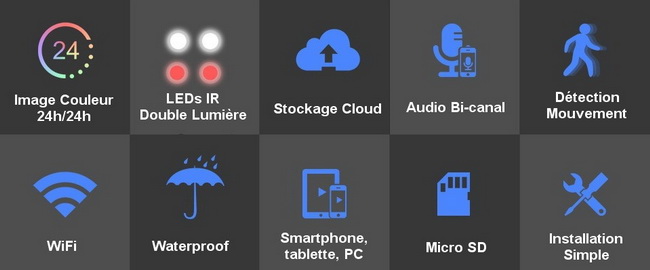 24
Image Couleur
24h/24h
LEDs IR
Double Lumière
Stockage Cloud
Audio Bi-canal
Détection
Mouvement
WiFi
Waterproof
Smartphone,
tablette, PC
Micro SD
Installation
Simple